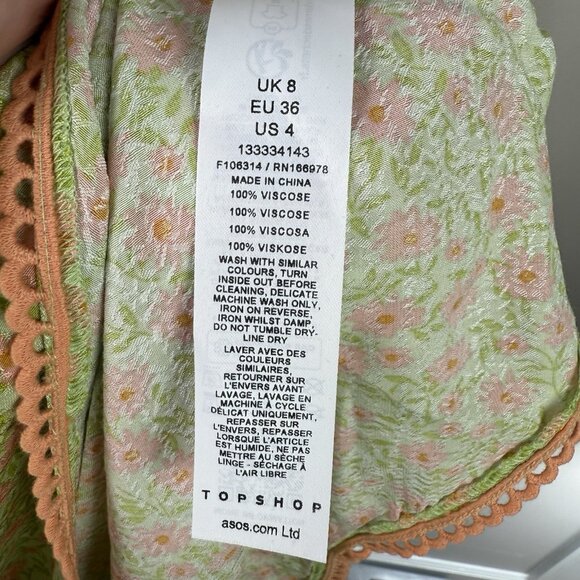 UK 8
EU 36
US 4
133334143
F106314 / RN166978
MADE IN CHINA
100% VISCOSE
100% VISCOSE
100% VISCOSA
100% VISKOSE
WASH WITH SIMILAR
COLOURS, TURN
INSIDE OUT BEFORE
CLEANING, DELICATE
MACHINE WASH ONLY,
IRON ON REVERSE,
IRON WHILST DAMP,
DO NOT TUMBLE DRY-
LINE DRY
LAVER AVEC DES
COULEURS
SIMILAIRES,
RETOURNER SUR
L'ENVERS AVANT
LAVAGE, LAVAGE EN
MACHINE À CYCLE
DÉLICAT UNIQUEMENT,
REPASSER SUR
L'ENVERS, REPASSER
LORSQUE L'ARTICLE
EST HUMIDE, NE PAS
METTRE AU SÈCHE
LINGE - SÉCHAGE À
L'AIR LIBRE
TOPSHOP
asos.com Ltd